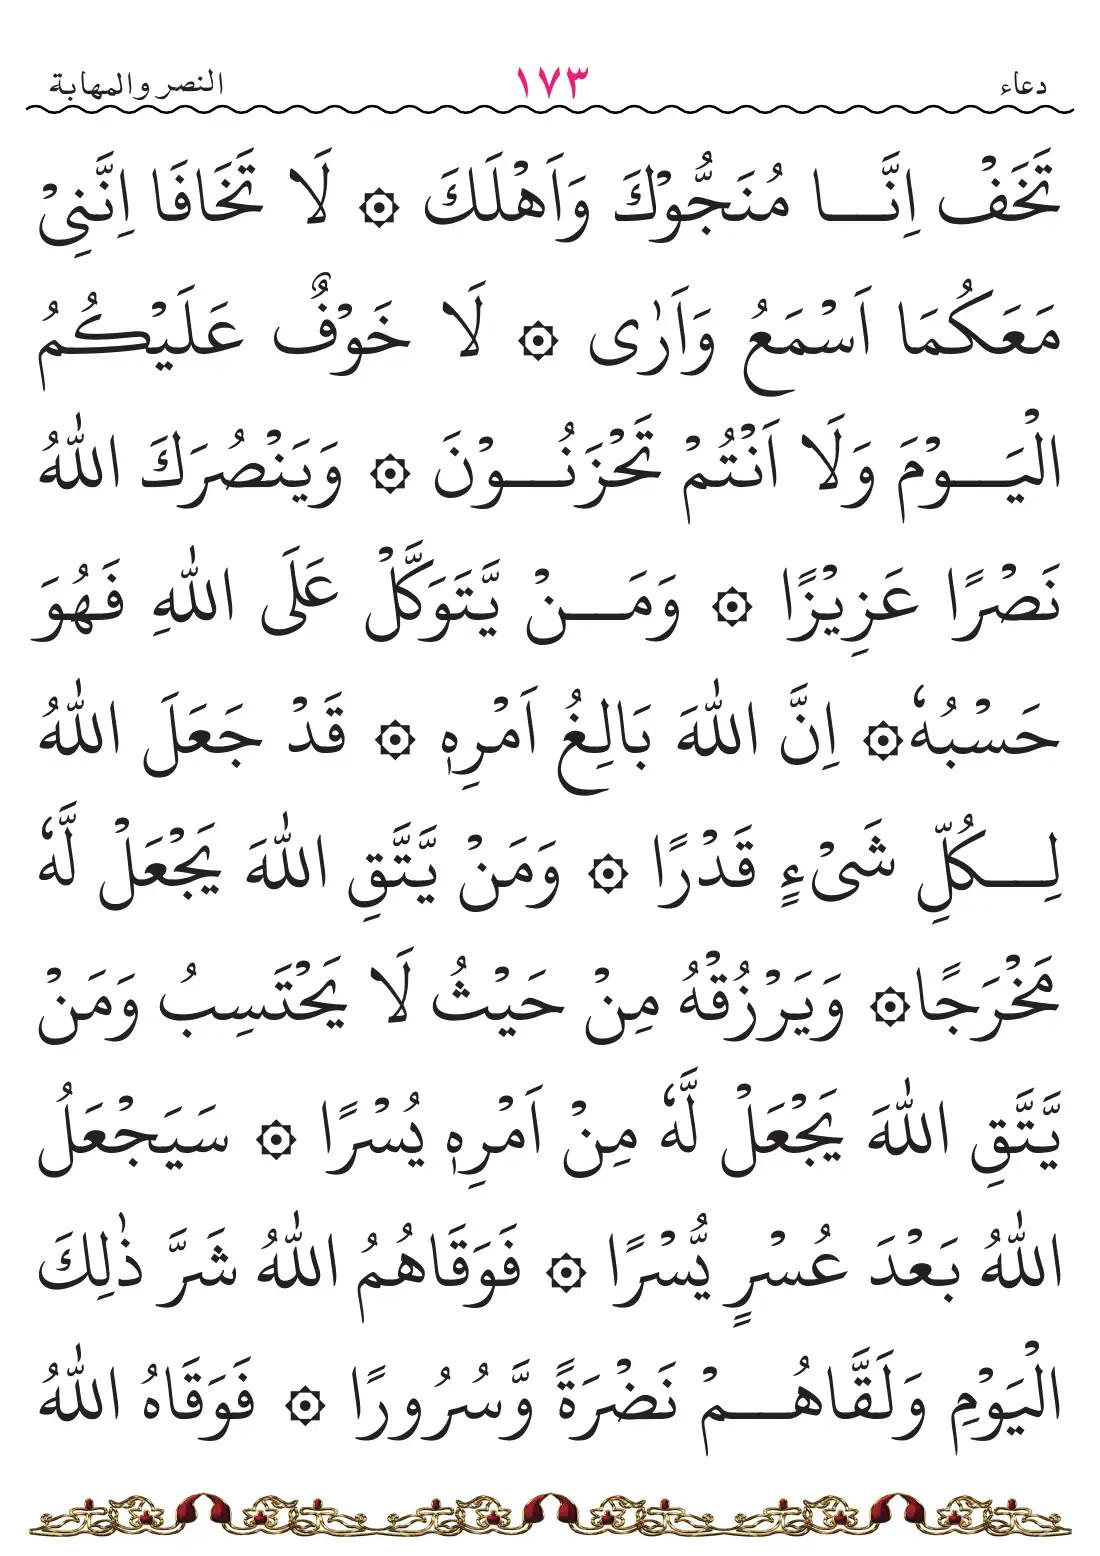 دعاء ١٧٣ النصر والمهابة
تَخَفْ اِنَّـــا مُنَجُّوْكَ وَاَهْلَكَ ۞ لَا تَخَافَا اِنَّنِىْ
مَعَكُمَا اَسْمَعُ وَاَرٰى ۞ لَا خَوْفٌ عَلَيْكُمُ
الْيَـــوْمَ وَلَا اَنْتُمْ تَحْزَنُـــوْنَ ۞ وَيَنْصُرَكَ اللّٰهُ
نَصْرًا عَزِيْزًا ۞ وَمَـــنْ يَّتَوَكَّلْ عَلَى اللّٰهِ فَهُوَ
حَسْبُهٗ۞ اِنَّ اللّٰهَ بَالِغُ اَمْرِهٖ ۞ قَدْ جَعَلَ اللّٰهُ
لِـــكُلِّ شَىْءٍ قَدْرًا ۞ وَمَنْ يَّتَّقِ اللّٰهَ يَجْعَلْ لَّهٗ
مَخْرَجًا۞ وَيَرْزُقْهُ مِنْ حَيْثُ لَا يَحْتَسِبُ وَمَنْ
يَّتَّقِ اللّٰهَ يَجْعَلْ لَّهٗ مِنْ اَمْرِهٖ يُسْرًا ۞ سَيَجْعَلُ
اللّٰهُ بَعْدَ عُسْرٍ يُّسْرًا ۞ فَوَقَاهُمُ اللّٰهُ شَرَّ ذٰلِكَ
الْيَوْمِ وَلَقَّاهُـــمْ نَضْرَةً وَّسُرُورًا ۞ فَوَقَاهُ اللّٰهُ